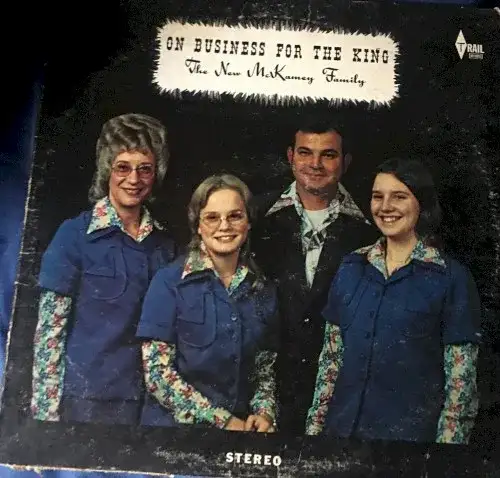 ON BUSINESS FOR THE KING
The New McKamey Family
TRAIL
STEREO